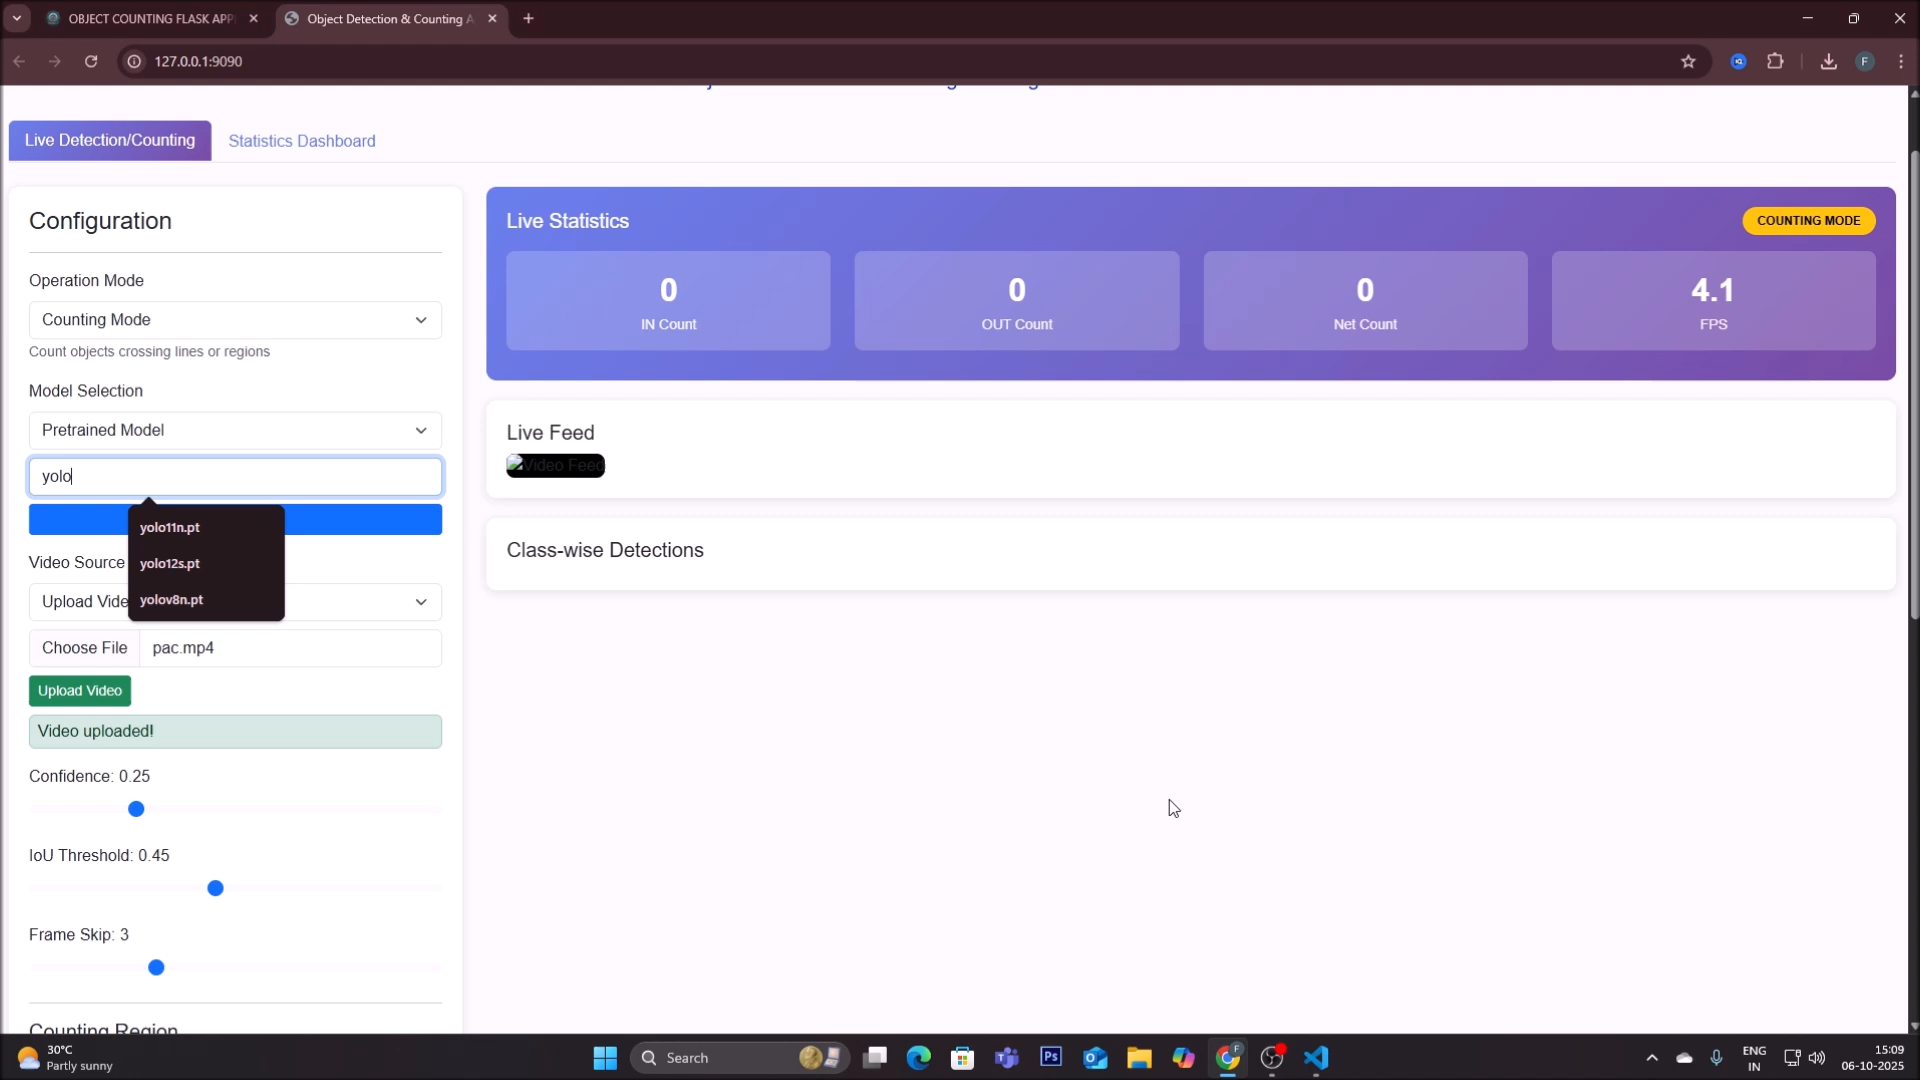 OBJECT COUNTING FLASK APP
Object Detection & Counting A
127.0.0.1:9090
F
Live Detection/Counting
Statistics Dashboard
Configuration
Operation Mode
Counting Mode
Count objects crossing lines or regions
Model Selection
Pretrained Model
yolo
yolo11n.pt
yolo12s.pt
yolov8n.pt
Video Source
Upload Vide
Choose File pac.mp4
Upload Video
Video uploaded!
Confidence: 0.25
IoU Threshold: 0.45
Frame Skip: 3
Counting Region
Live Statistics
COUNTING MODE
0
IN Count
0
OUT Count
0
Net Count
4.1
FPS
Live Feed
Video Feed
Class-wise Detections
30°C
Partly sunny
Search
Ps
F
ENG
IN
15:09
06-10-2025